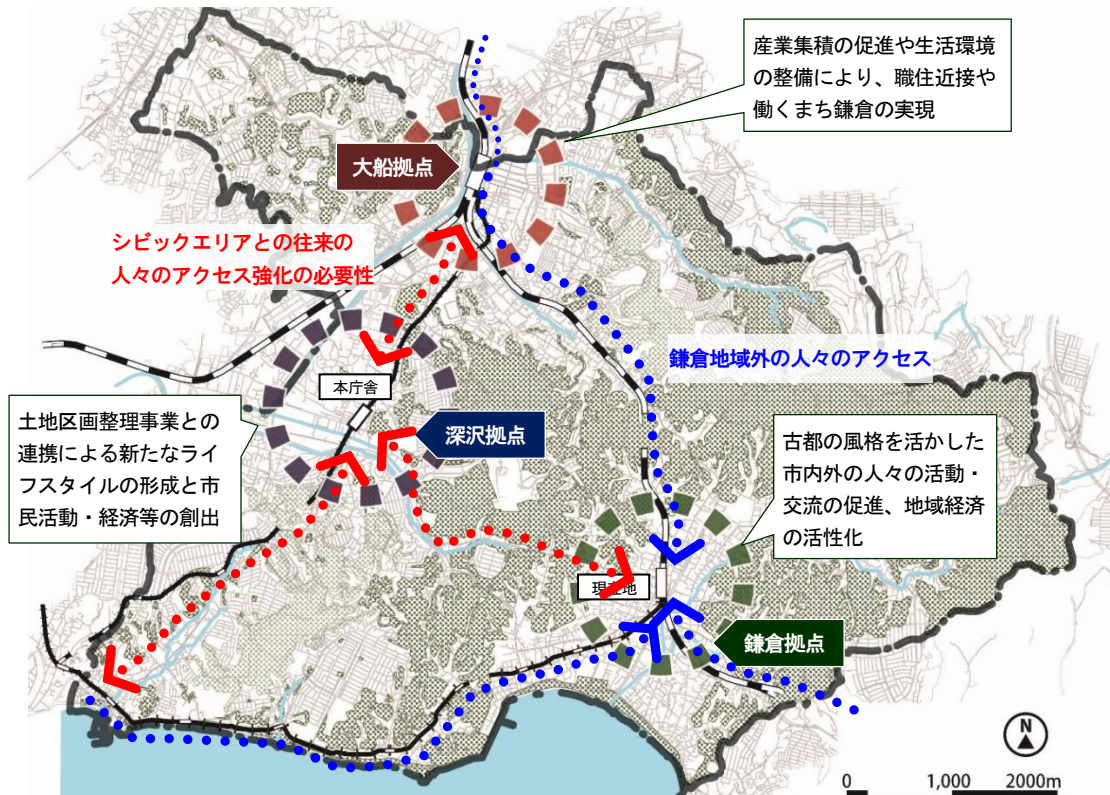 産業集積の促進や生活環境
の整備により、職住近接や
働くまち鎌倉の実現
大船拠点
シビックエリアとの往来の
人々のアクセス強化の必要性
鎌倉地域外の人々のアクセス
本庁舎
土地区画整理事業との
連携による新たなライ
フスタイルの形成と市
民活動・経済等の創出
深沢拠点
古都の風格を活かした
市内外の人々の活動・
交流の促進、地域経済
の活性化
現在地
鎌倉拠点
N
0 1,000 2000m